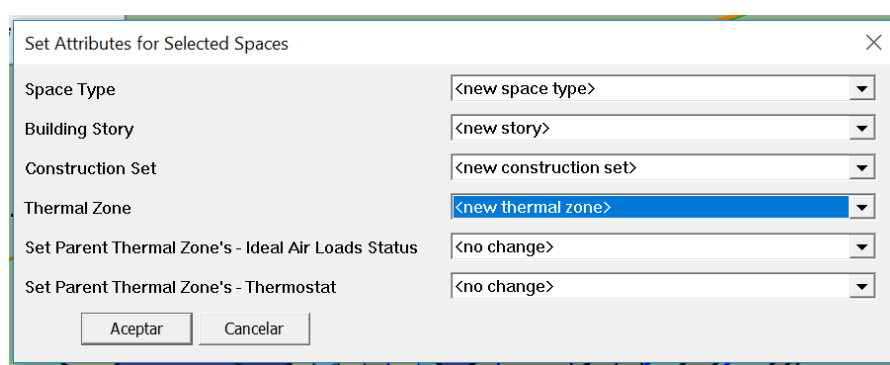 Set Attributes for Selected Spaces
Space Type <new space type>
Building Story <new story>
Construction Set <new construction set>
Thermal Zone <new thermal zone>
Set Parent Thermal Zone's - Ideal Air Loads Status <no change>
Set Parent Thermal Zone's - Thermostat <no change>
Aceptar Cancelar